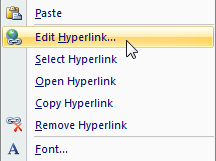 Paste
Edit Hyperlink...
Select Hyperlink
Open Hyperlink
Copy Hyperlink
Remove Hyperlink
A Font...